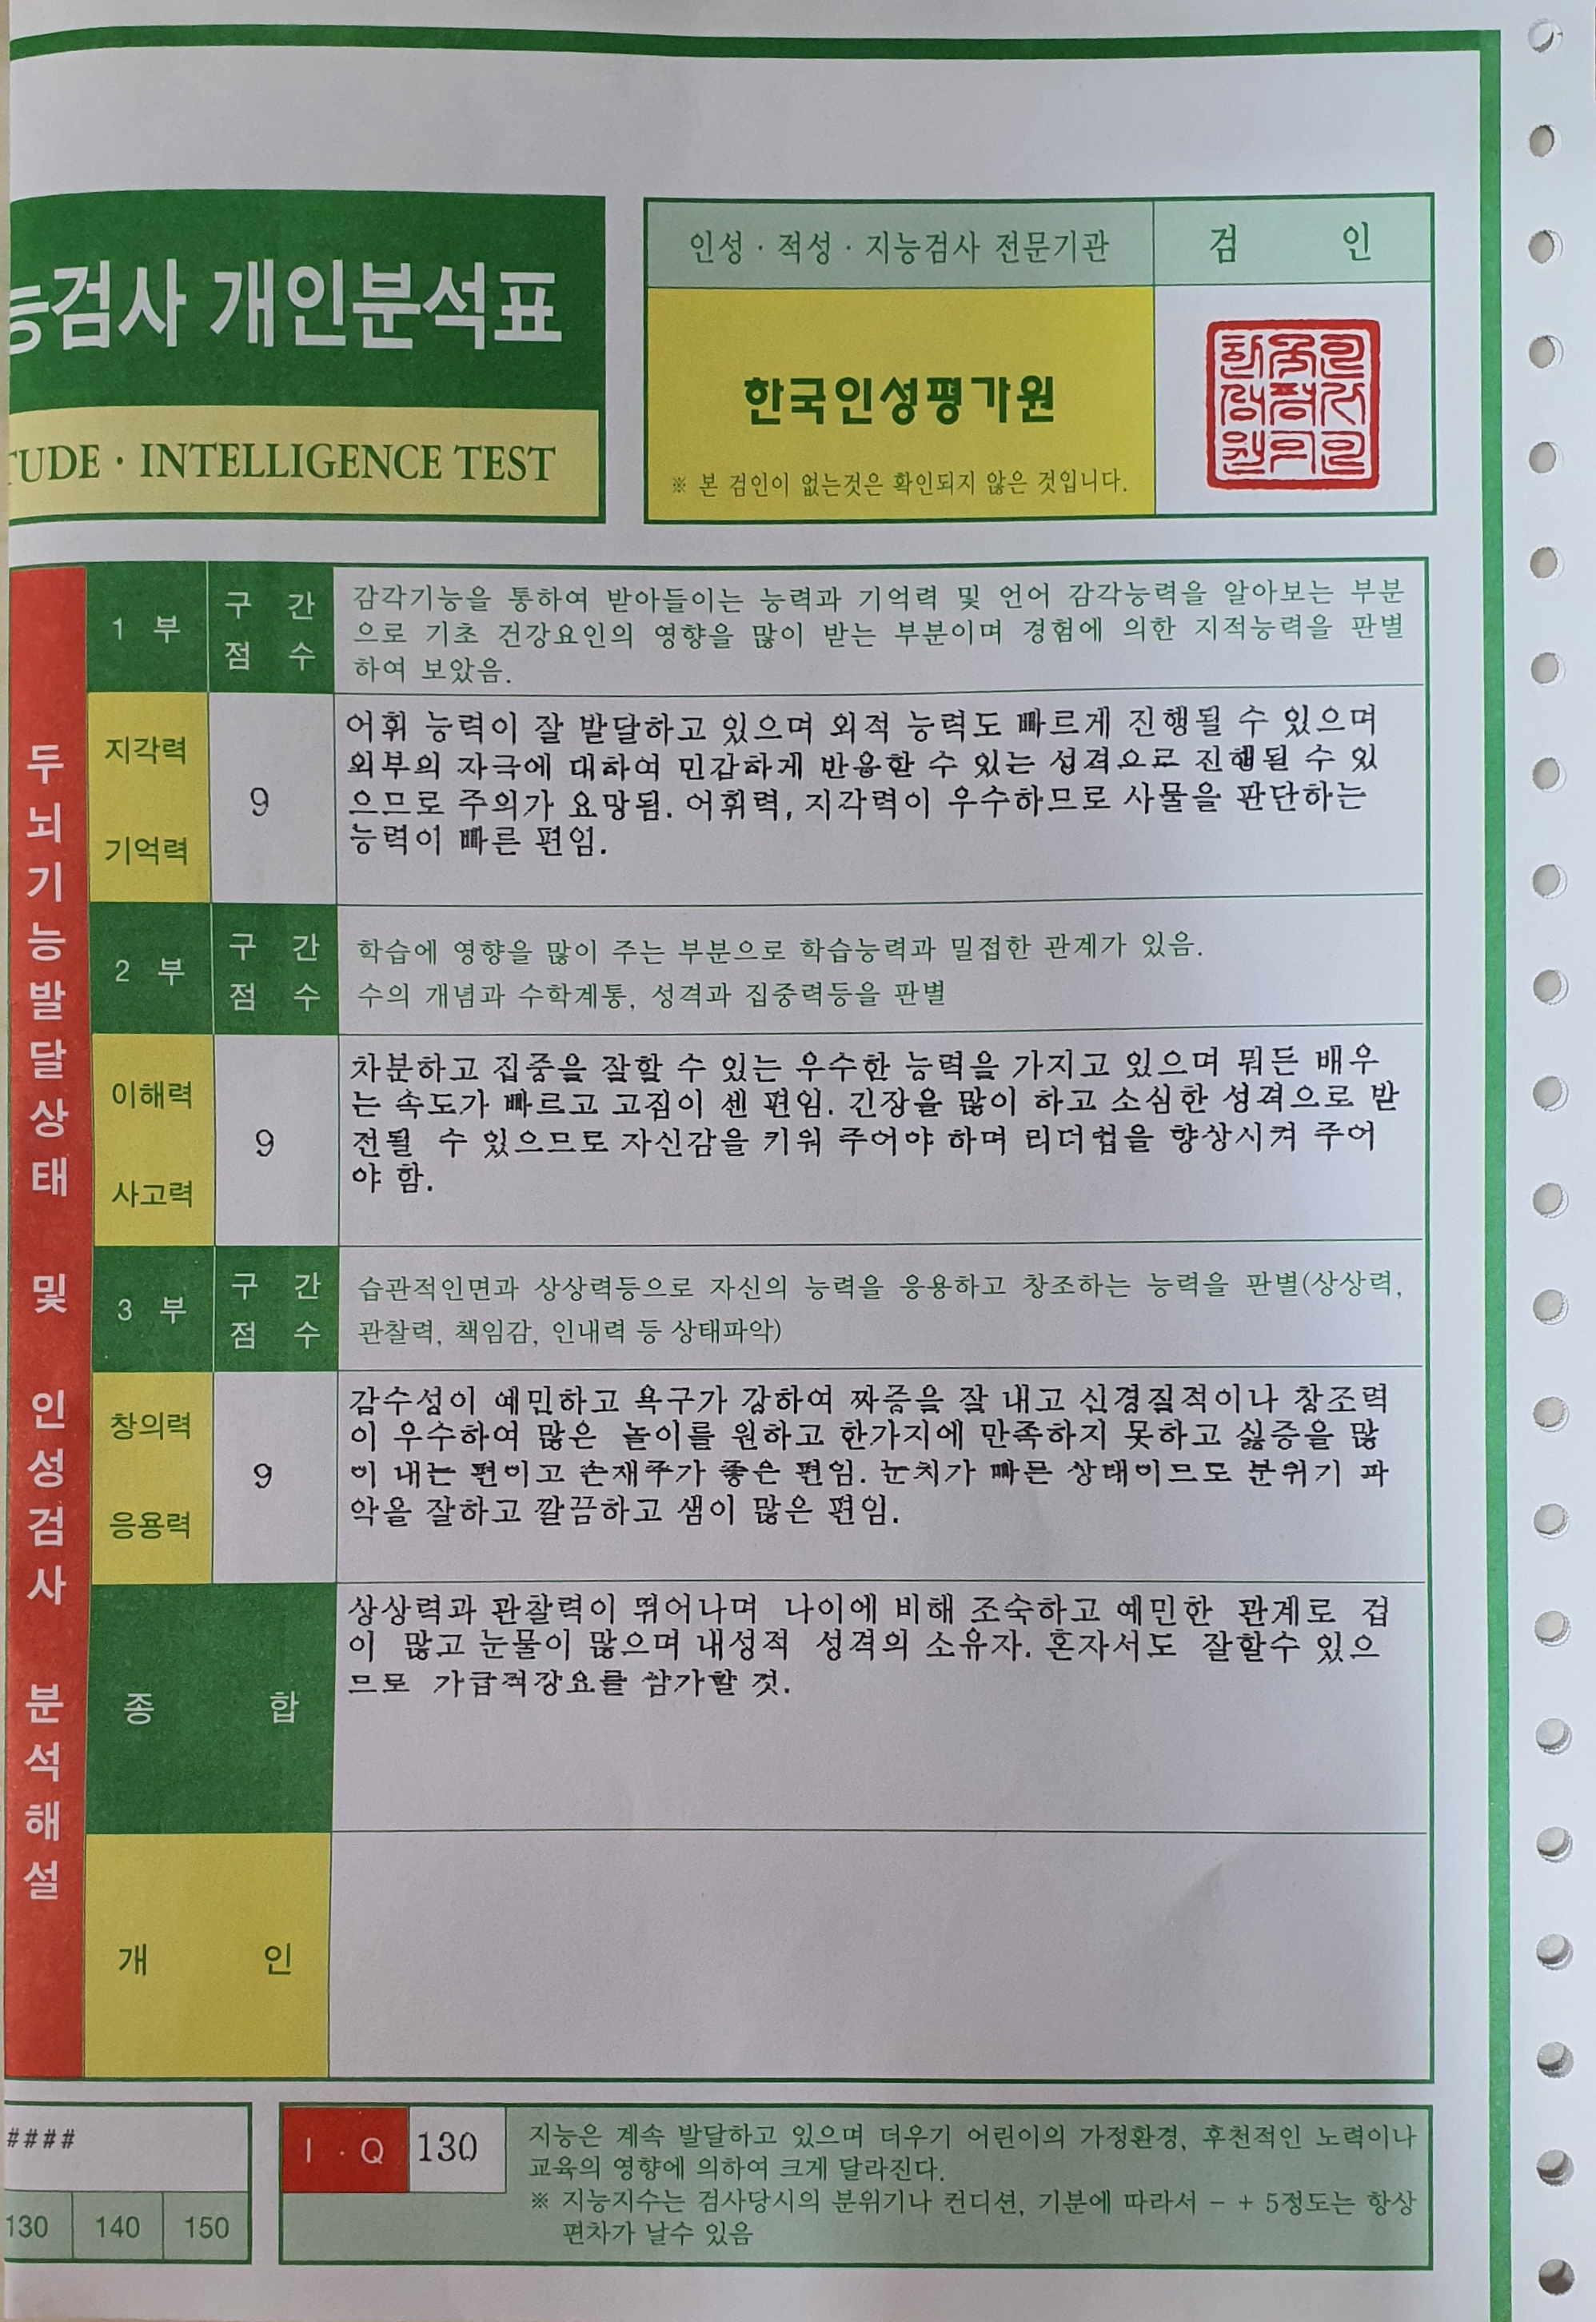 능검사 개인분석표
TUDE · INTELLIGENCE TEST
인성 · 적성 · 지능검사 전문기관
검 인
한국인성평가원
※ 본 검인이 없는것은 확인되지 않은 것입니다.
두뇌기능발달상태 및 인성검사 분석해설
1 부
구 간
점 수
감각기능을 통하여 받아들이는 능력과 기억력 및 언어 감각능력을 알아보는 부분
으로 기초 건강요인의 영향을 많이 받는 부분이며 경험에 의한 지적능력을 판별
하여 보았음.
지각력
기억력
9
어휘 능력이 잘 발달하고 있으며 외적 능력도 빠르게 진행될 수 있으며
외부의 자극에 대하여 민감하게 반응할 수 있는 성격으로 진행될 수 있
으므로 주의가 요망됨. 어휘력, 지각력이 우수하므로 사물을 판단하는
능력이 빠른 편임.
2 부
구 간
점 수
학습에 영향을 많이 주는 부분으로 학습능력과 밀접한 관계가 있음.
수의 개념과 수학계통, 성격과 집중력등을 판별
이해력
사고력
9
차분하고 집중을 잘할 수 있는 우수한 능력을 가지고 있으며 뭐든 배우
는 속도가 빠르고 고집이 센 편임. 긴장을 많이 하고 소심한 성격으로 받
전될 수 있으므로 자신감을 키워 주어야 하며 리더쉽을 향상시켜 주어
야 함.
3 부
구 간
점 수
습관적인면과 상상력등으로 자신의 능력을 응용하고 창조하는 능력을 판별(상상력,
관찰력, 책임감, 인내력 등 상태파악)
창의력
응용력
9
감수성이 예민하고 욕구가 강하여 짜증을 잘 내고 신경질적이나 창조력
이 우수하여 많은 놀이를 원하고 한가지에 만족하지 못하고 싫증을 많
이 내는 편이고 손재주가 좋은 편임. 눈치가 빠른 상태이므로 분위기 파
악을 잘하고 깔끔하고 샘이 많은 편임.
종 합
상상력과 관찰력이 뛰어나며 나이에 비해 조숙하고 예민한 관계로 겁
이 많고 눈물이 많으며 내성적 성격의 소유자. 혼자서도 잘할수 있으
므로 가급적강요를 삼가할 것.
개 인
####
130 140 150
I · Q 130
지능은 계속 발달하고 있으며 더우기 어린이의 가정환경, 후천적인 노력이나
교육의 영향에 의하여 크게 달라진다.
※ 지능지수는 검사당시의 분위기나 컨디션, 기분에 따라서 - + 5정도는 항상
편차가 날수 있음